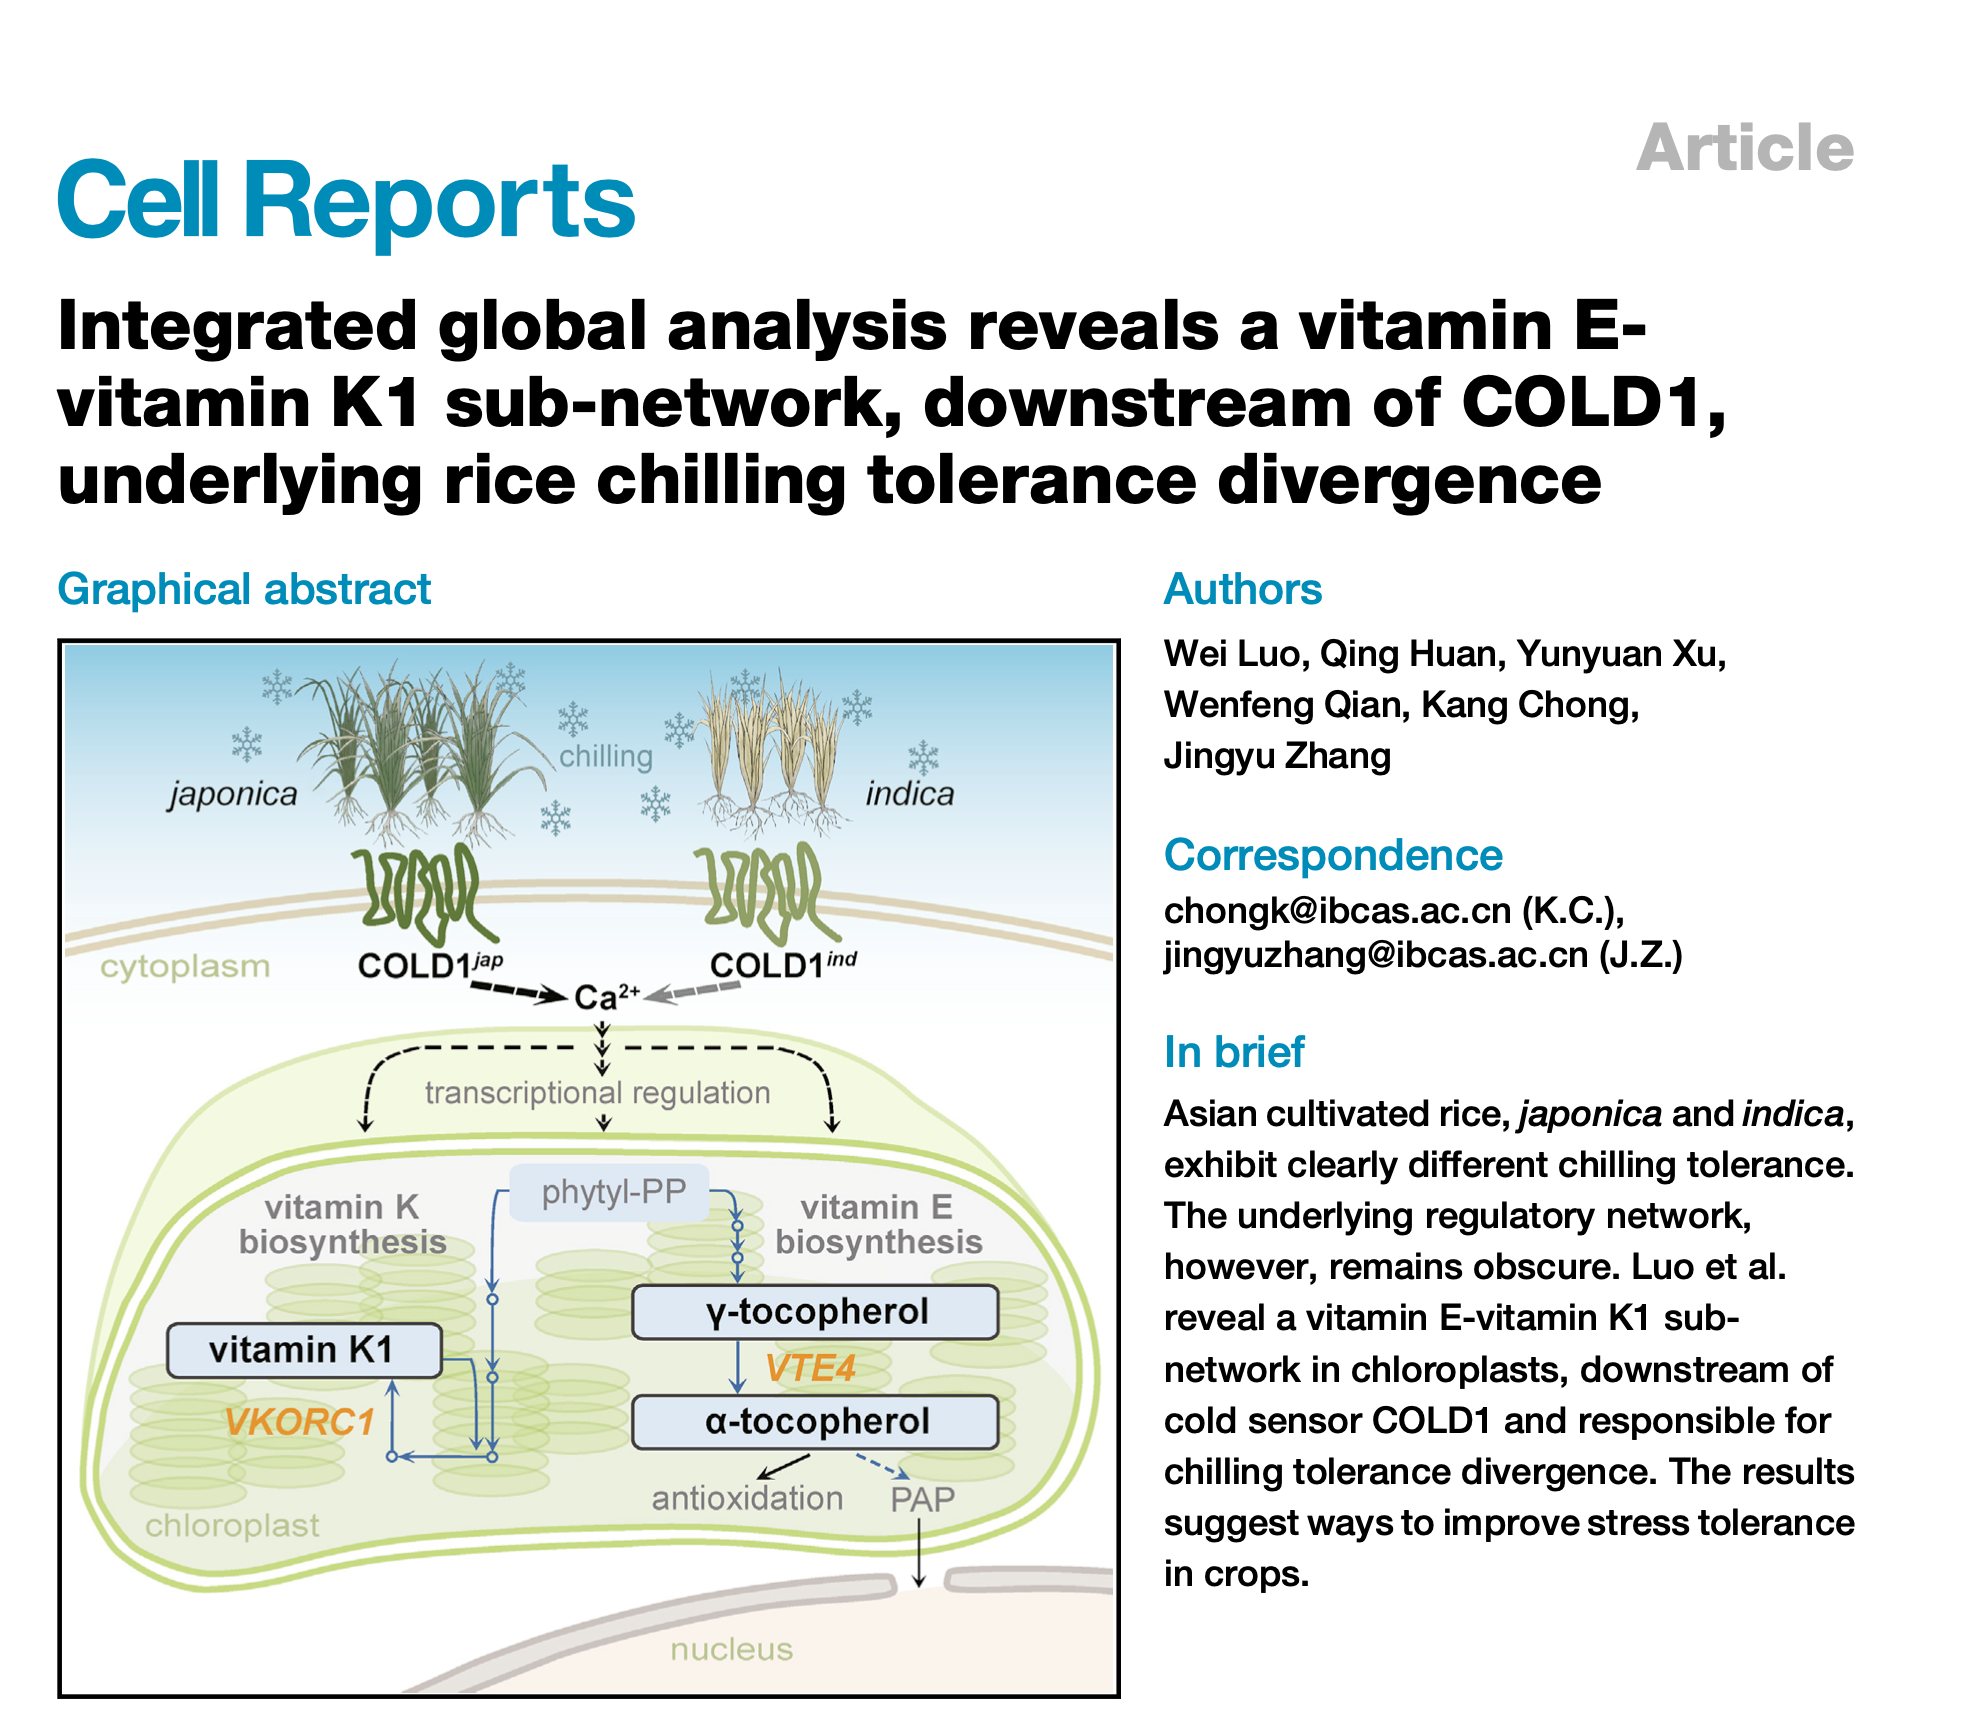 Article
Cell Reports
Integrated global analysis reveals a vitamin E-
vitamin K1 sub-network, downstream of COLD1,
underlying rice chilling tolerance divergence
Graphical abstract
chilling
japonica
indica
cytoplasm
COLD1jap
COLD1ind
Ca2+
transcriptional regulation
phytyl-PP
vitamin K
biosynthesis
vitamin E
biosynthesis
γ-tocopherol
vitamin K1
VTE4
VKORC1
α-tocopherol
antioxidation
PAP
chloroplast
nucleus
Authors
Wei Luo, Qing Huan, Yunyuan Xu,
Wenfeng Qian, Kang Chong,
Jingyu Zhang
Correspondence
chongk@ibcas.ac.cn (K.C.),
jingyuzhang@ibcas.ac.cn (J.Z.)
In brief
Asian cultivated rice, japonica and indica,
exhibit clearly different chilling tolerance.
The underlying regulatory network,
however, remains obscure. Luo et al.
reveal a vitamin E-vitamin K1 sub-
network in chloroplasts, downstream of
cold sensor COLD1 and responsible for
chilling tolerance divergence. The results
suggest ways to improve stress tolerance
in crops.